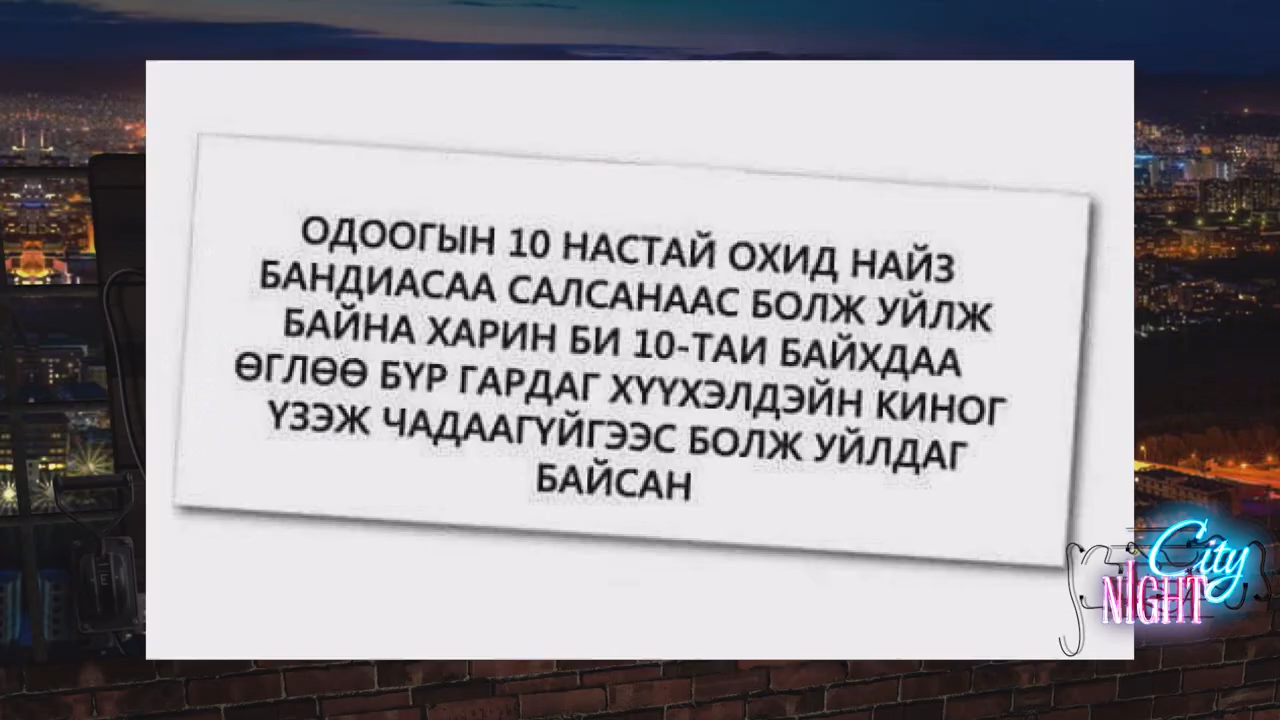 ОДООГЫН 10 НАСТАЙ ОХИД НАЙЗ
БАНДИАСАА САЛСАНААС БОЛЖ УЙЛЖ
БАЙНА ХАРИН БИ 10-ТАИ БАЙХДАА
ӨГЛӨӨ БҮР ГАРДАГ ХҮҮХЭЛДЭЙН КИНОГ
ҮЗЭЖ ЧАДААГҮЙГЭЭС БОЛЖ УЙЛДАГ
БАЙСАН
City
NIGHT